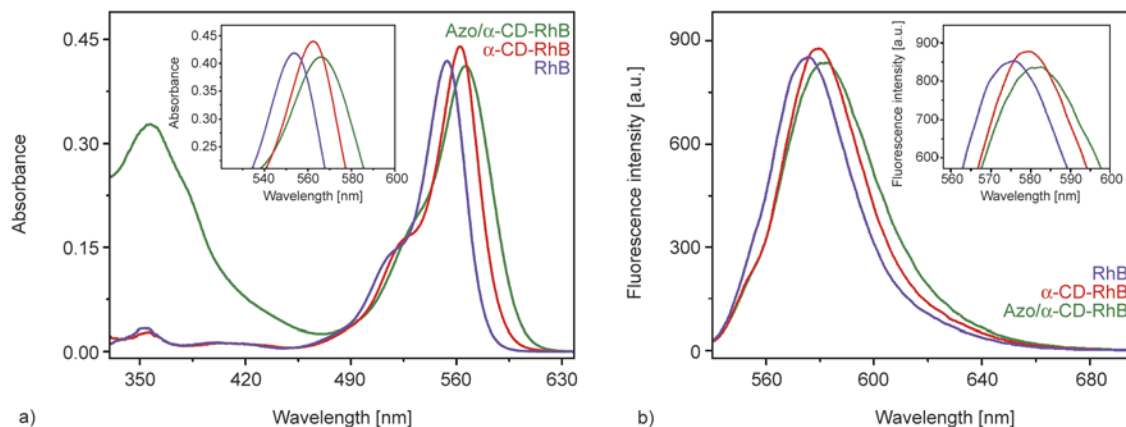 0.45
0.30
0.15
0.00
Absorbance
350
420
490
560
630
Wavelength [nm]
a)
Azo/α-CD-RhB
α-CD-RhB
RhB
0.45
0.40
0.35
0.30
0.25
Absorbance
540
560
580
600
Wavelength [nm]
900
600
300
0
Fluorescence intensity [a.u.]
560
600
640
680
Wavelength [nm]
b)
900
800
700
600
Fluorescence intensity [a.u.]
560
570
580
590
600
Wavelength [nm]
RhB
α-CD-RhB
Azo/α-CD-RhB